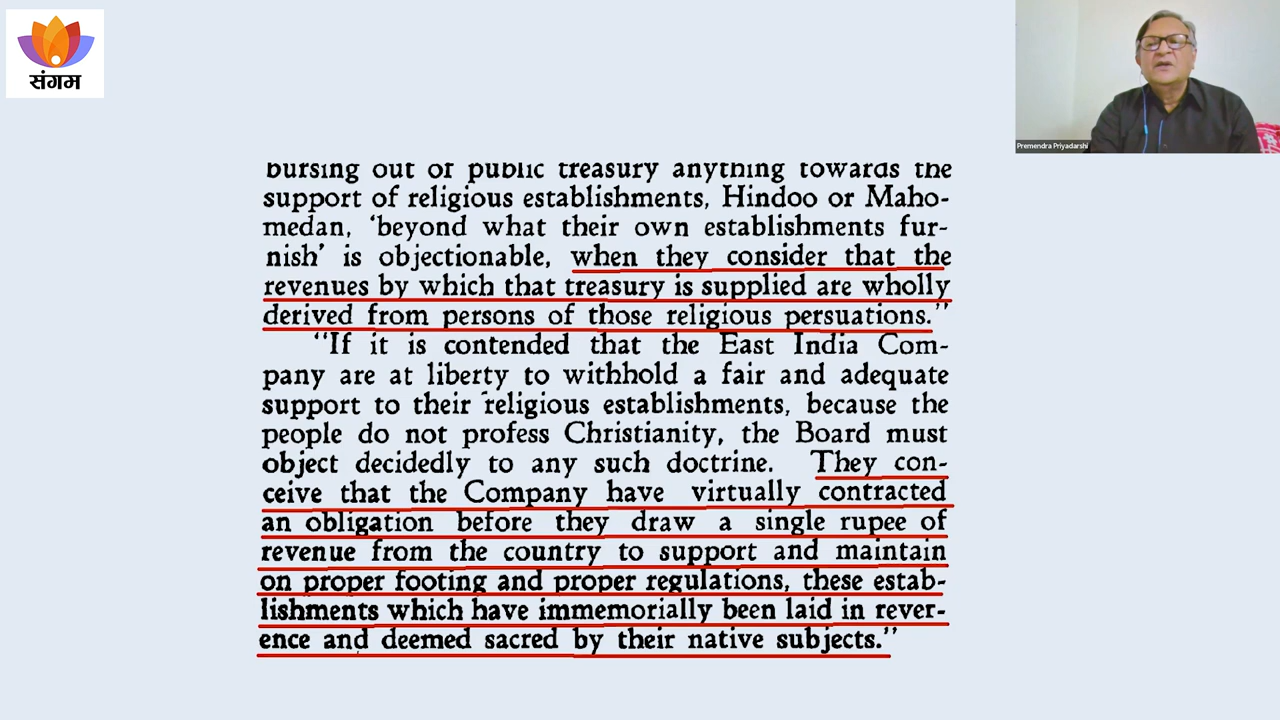 संगम
Premendra Priyadarshi
bursing out of public treasury anything towards the
support of religious establishments, Hindoo or Maho-
medan, ‘beyond what their own establishments fur-
nish’ is objectionable, when they consider that the
revenues by which that treasury is supplied are wholly
derived from persons of those religious persuations.”
“If it is contended that the East India Com-
pany are at liberty to withhold a fair and adequate
support to their religious establishments, because the
people do not profess Christianity, the Board must
object decidedly to any such doctrine. They con-
ceive that the Company have virtually contracted
an obligation before they draw a single rupee of
revenue from the country to support and maintain
on proper footing and proper regulations, these estab-
lishments which have immemorially been laid in rever-
ence and deemed sacred by their native subjects.”